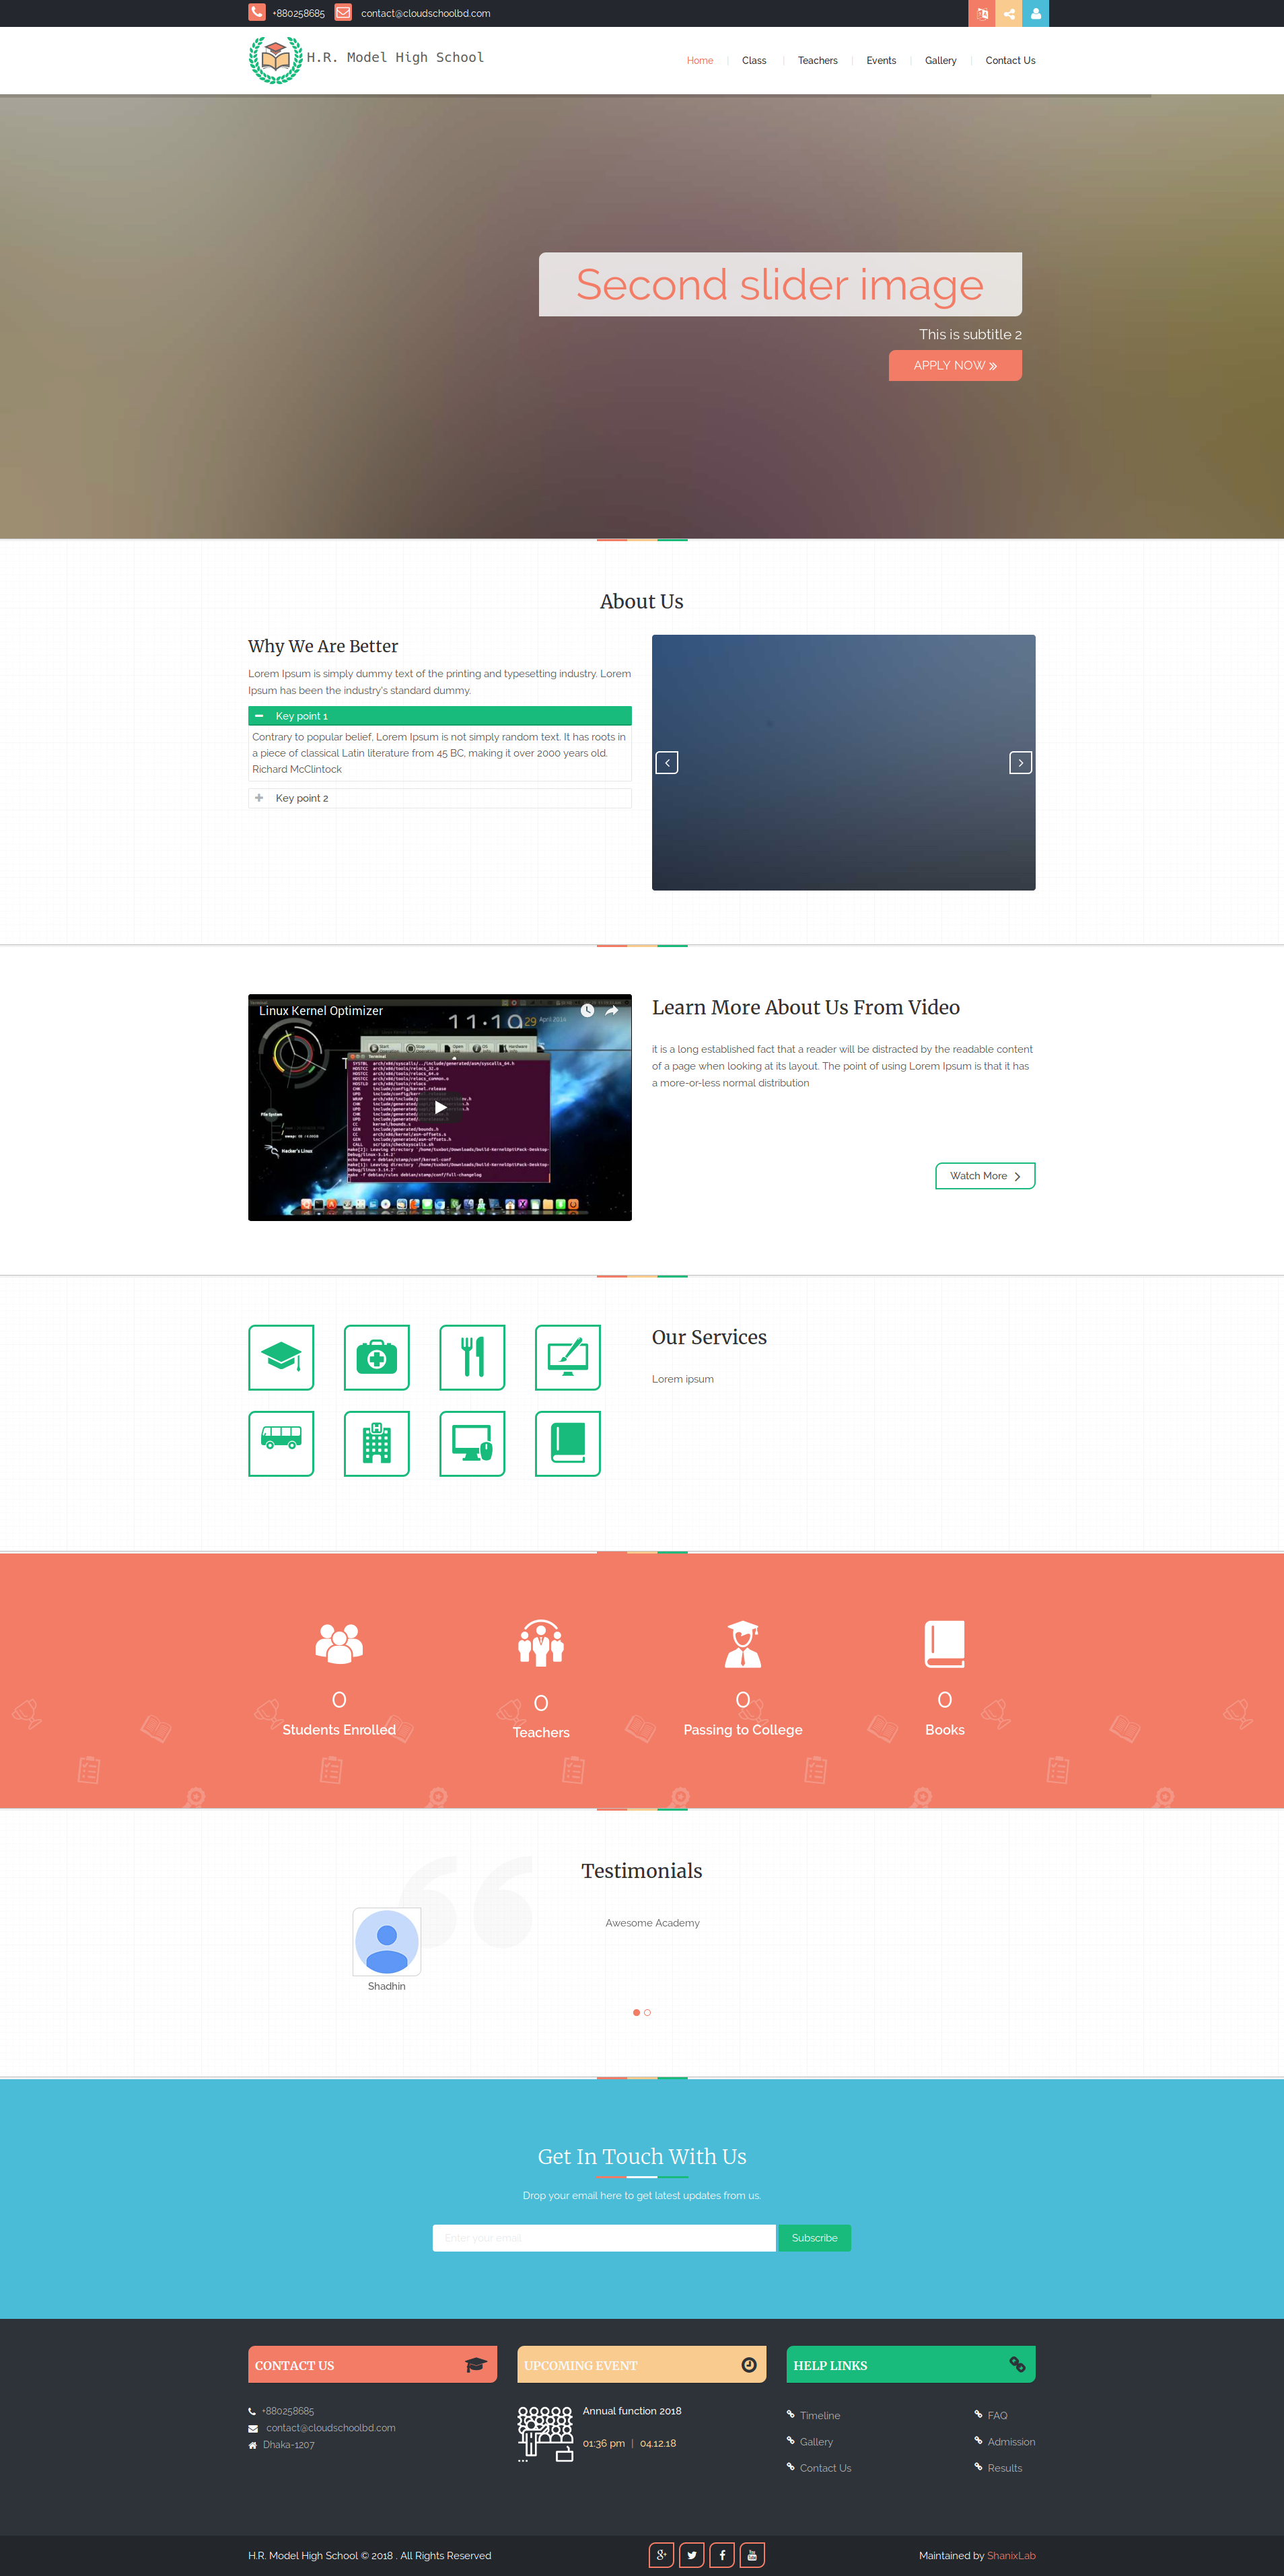 +880258685 contact@cloudschoolbd.com
H.R. Model High School
Home Class Teachers Events Gallery Contact Us
Second slider image
This is subtitle 2
APPLY NOW »
About Us
Why We Are Better
Lorem Ipsum is simply dummy text of the printing and typesetting industry. Lorem
Ipsum has been the industry's standard dummy.
Key point 1
Contrary to popular belief, Lorem Ipsum is not simply random text. It has roots in
a piece of classical Latin literature from 45 BC, making it over 2000 years old.
Richard McClintock
Key point 2
Linux Kernel Optimizer
Learn More About Us From Video
it is a long established fact that a reader will be distracted by the readable content
of a page when looking at its layout. The point of using Lorem Ipsum is that it has
a more-or-less normal distribution
Watch More
Our Services
Lorem ipsum
0 0 0 0
Students Enrolled Teachers Passing to College Books
Testimonials
Awesome Academy
Shadhin
Get In Touch With Us
Drop your email here to get latest updates from us.
Enter your email Subscribe
CONTACT US
+880258685
contact@cloudschoolbd.com
Dhaka-1207
UPCOMING EVENT
Annual function 2018
01:36 pm | 04.12.18
HELP LINKS
Timeline FAQ
Gallery Admission
Contact Us Results
H.R. Model High School © 2018 . All Rights Reserved
Maintained by ShanixLab